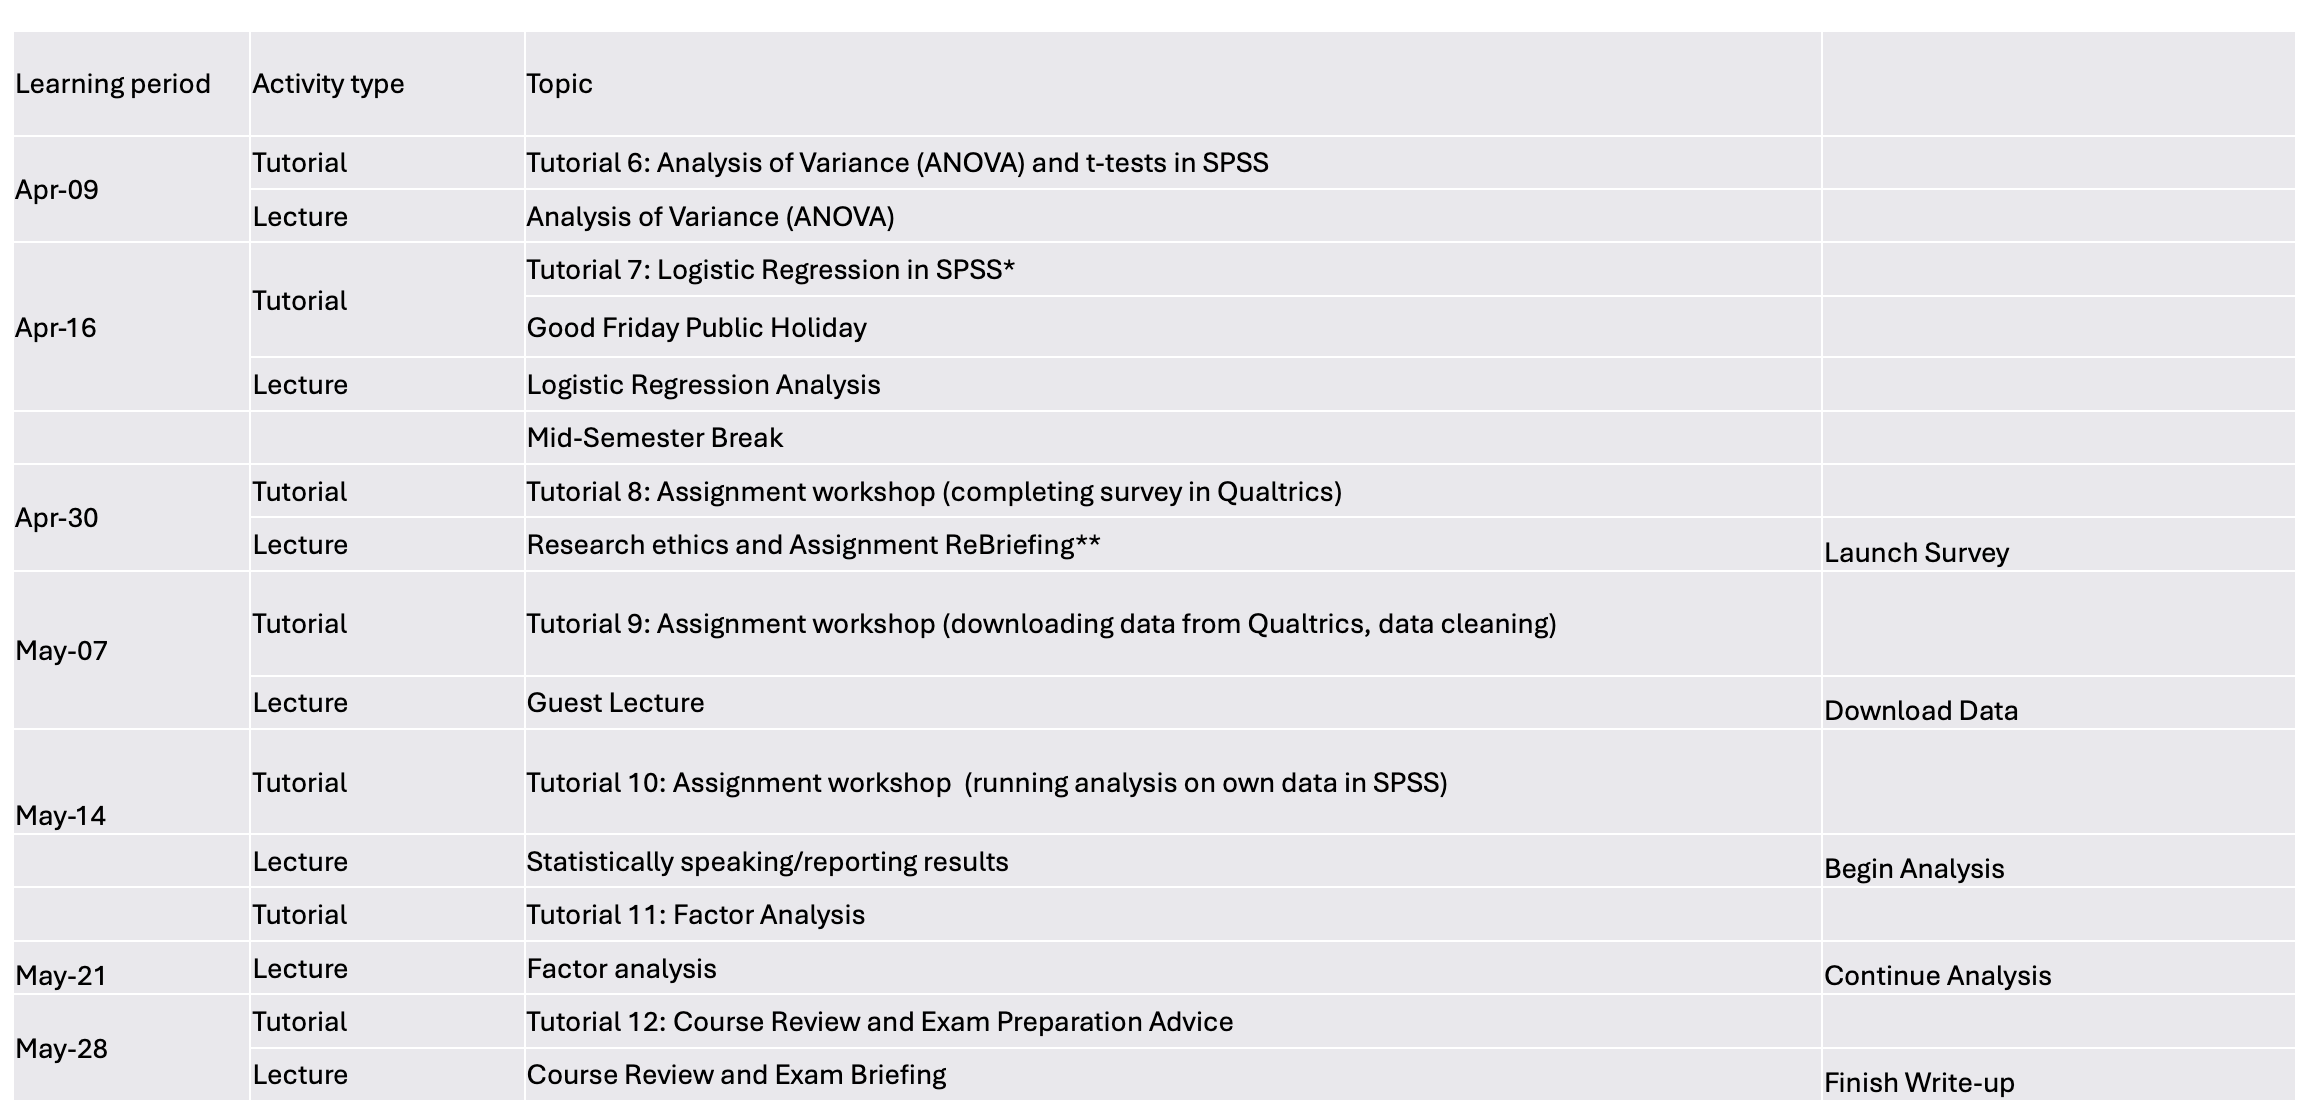 Learning period Activity type Topic
Apr-09
Tutorial Tutorial 6: Analysis of Variance (ANOVA) and t-tests in SPSS
Lecture Analysis of Variance (ANOVA)
Apr-16
Tutorial
Tutorial 7: Logistic Regression in SPSS*
Good Friday Public Holiday
Lecture Logistic Regression Analysis
Mid-Semester Break
Apr-30
Tutorial Tutorial 8: Assignment workshop (completing survey in Qualtrics)
Lecture Research ethics and Assignment ReBriefing** Launch Survey
May-07
Tutorial Tutorial 9: Assignment workshop (downloading data from Qualtrics, data cleaning)
Lecture Guest Lecture Download Data
May-14
Tutorial Tutorial 10: Assignment workshop  (running analysis on own data in SPSS)
Lecture Statistically speaking/reporting results Begin Analysis
Tutorial Tutorial 11: Factor Analysis
May-21 Lecture Factor analysis Continue Analysis
May-28
Tutorial Tutorial 12: Course Review and Exam Preparation Advice
Lecture Course Review and Exam Briefing Finish Write-up